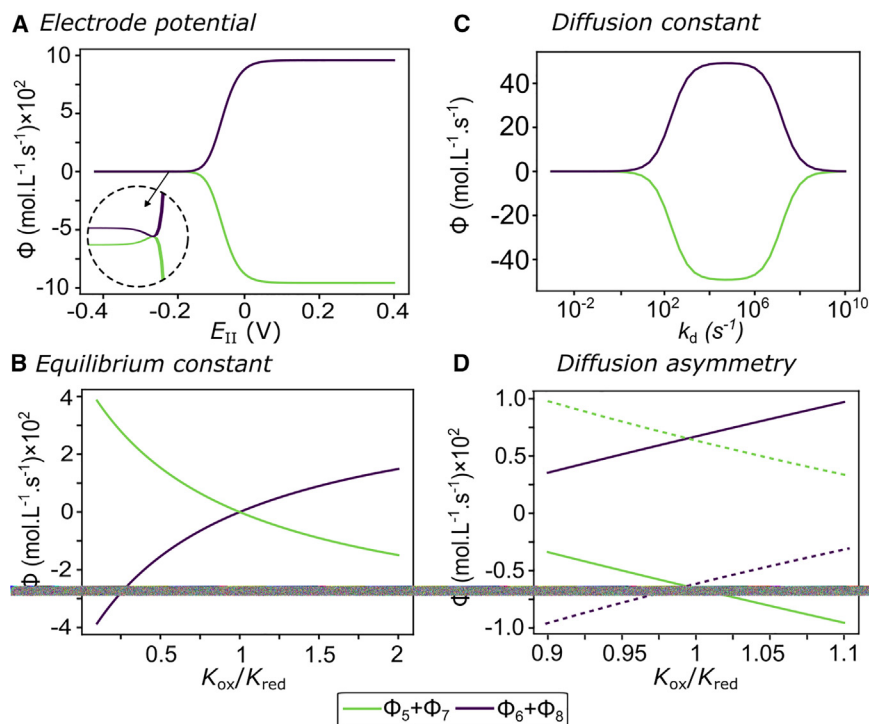 A Electrode potential
Φ (mol.L⁻¹.s⁻¹)×10²
10
5
0
-5
-10
-0.4 -0.2 0 0.2 0.4
E_II (V)
C Diffusion constant
Φ (mol.L⁻¹.s⁻¹)
40
20
0
-20
-40
10⁻² 10² 10⁶ 10¹⁰
k_d (s⁻¹)
B Equilibrium constant
Φ (mol.L⁻¹.s⁻¹)×10²
4
2
0
-2
-4
0.5 1 1.5 2
K_ox/K_red
D Diffusion asymmetry
Φ (mol.L⁻¹.s⁻¹)×10²
1.0
0.5
0
-0.5
-1.0
0.9 0.95 1 1.05 1.1
K_ox/K_red
Φ₅+Φ₇ Φ₆+Φ₈